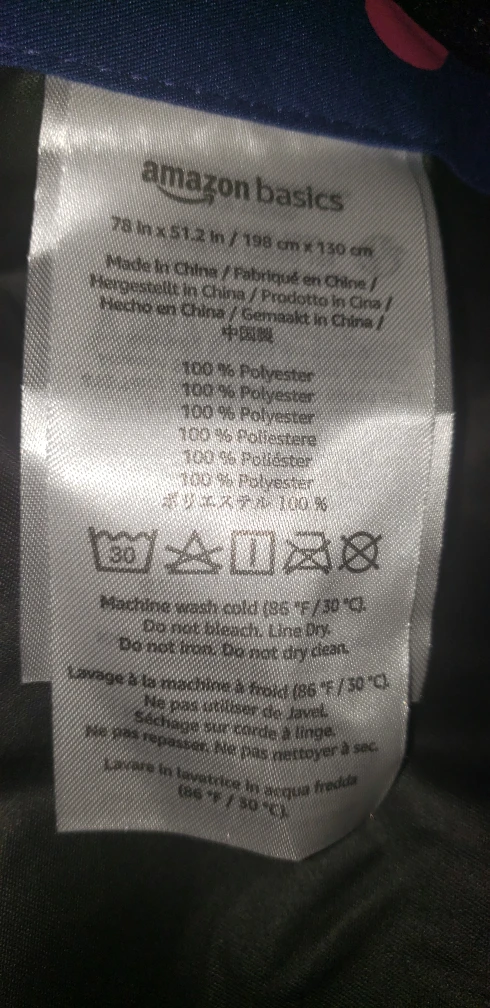 amazon basics
78 in x 51.2 in / 198 cm x 130 cm
Made in China / Fabriqué en Chine /
Hergestellt in China / Prodotto in Cina /
Hecho en China / Gemaakt in China /
中国製
100 % Polyester
100 % Polyester
100 % Polyester
100 % Poliestere
100 % Poliéster
100 % Polyester
ポリエステル 100 %
30
Machine wash cold (86 °F/30 °C).
Do not bleach. Line Dry.
Do not iron. Do not dry clean.
Lavage à la machine à froid (86 °F / 30 °C).
Ne pas utiliser de Javel.
Séchage sur corde à linge.
Ne pas repasser. Ne pas nettoyer à sec.
Lavare in lavatrice in acqua fredda
(86 °F / 30 °C).